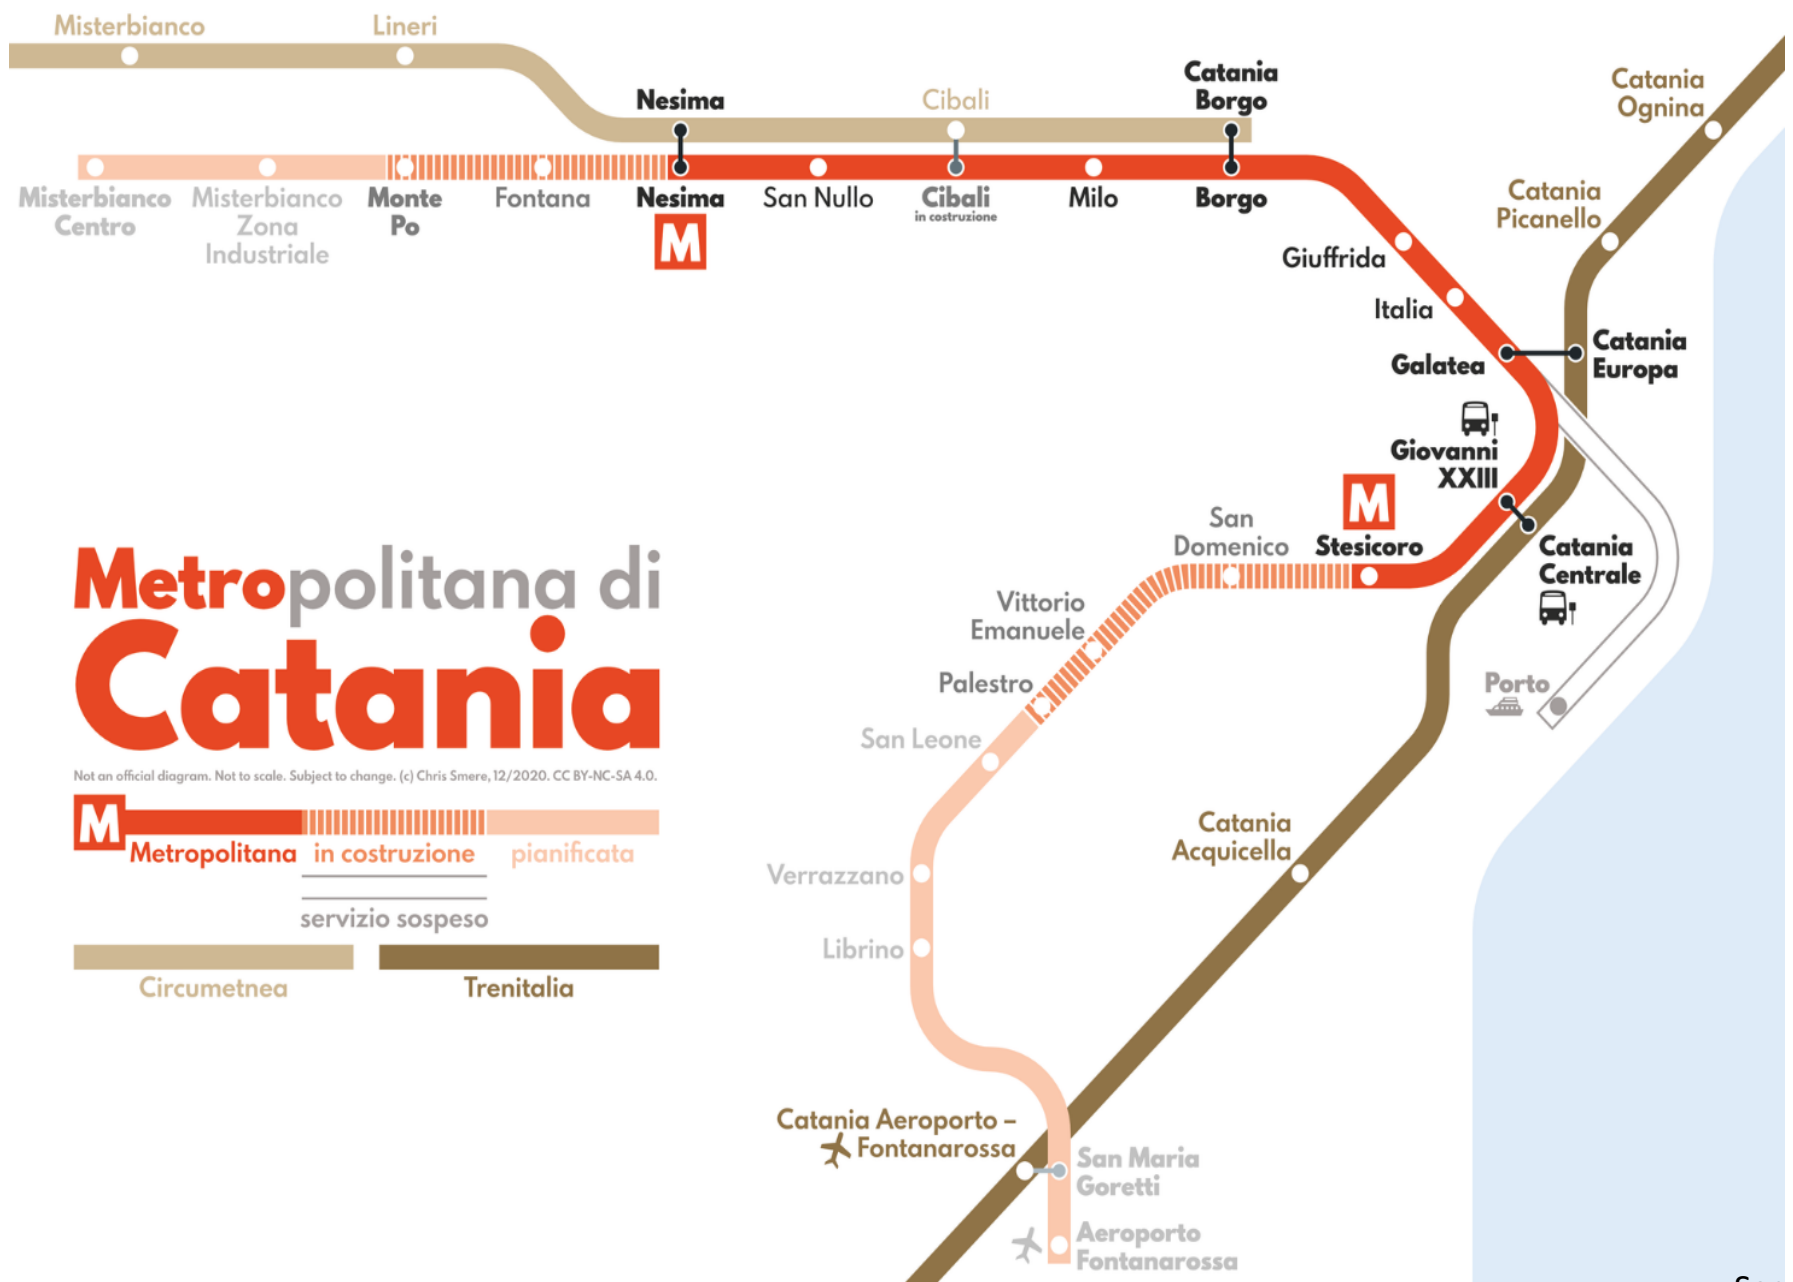 Misterbianco
Lineri
Nesima
Cibali
Catania
Borgo
Catania
Ognina
Misterbianco
Centro
Misterbianco
Zona
Industriale
Monte
Po
Fontana
Nesima
M
San Nullo
Cibali
in costruzione
Milo
Borgo
Catania
Picanello
Giuffrida
Italia
Galatea
Catania
Europa
Giovanni
XXIII
M
Stesicoro
San
Domenico
Catania
Centrale
Vittorio
Emanuele
Palestro
Porto
San Leone
Metropolitana di
Catania
Not an official diagram. Not to scale. Subject to change. (c) Chris Smere, 12/2020. CC BY-NC-SA 4.0.
M
Metropolitana in costruzione pianificata
servizio sospeso
Circumetnea
Trenitalia
Verrazzano
Librino
Catania
Acquicella
Catania Aeroporto –
Fontanarossa
San Maria
Goretti
Aeroporto
Fontanarossa